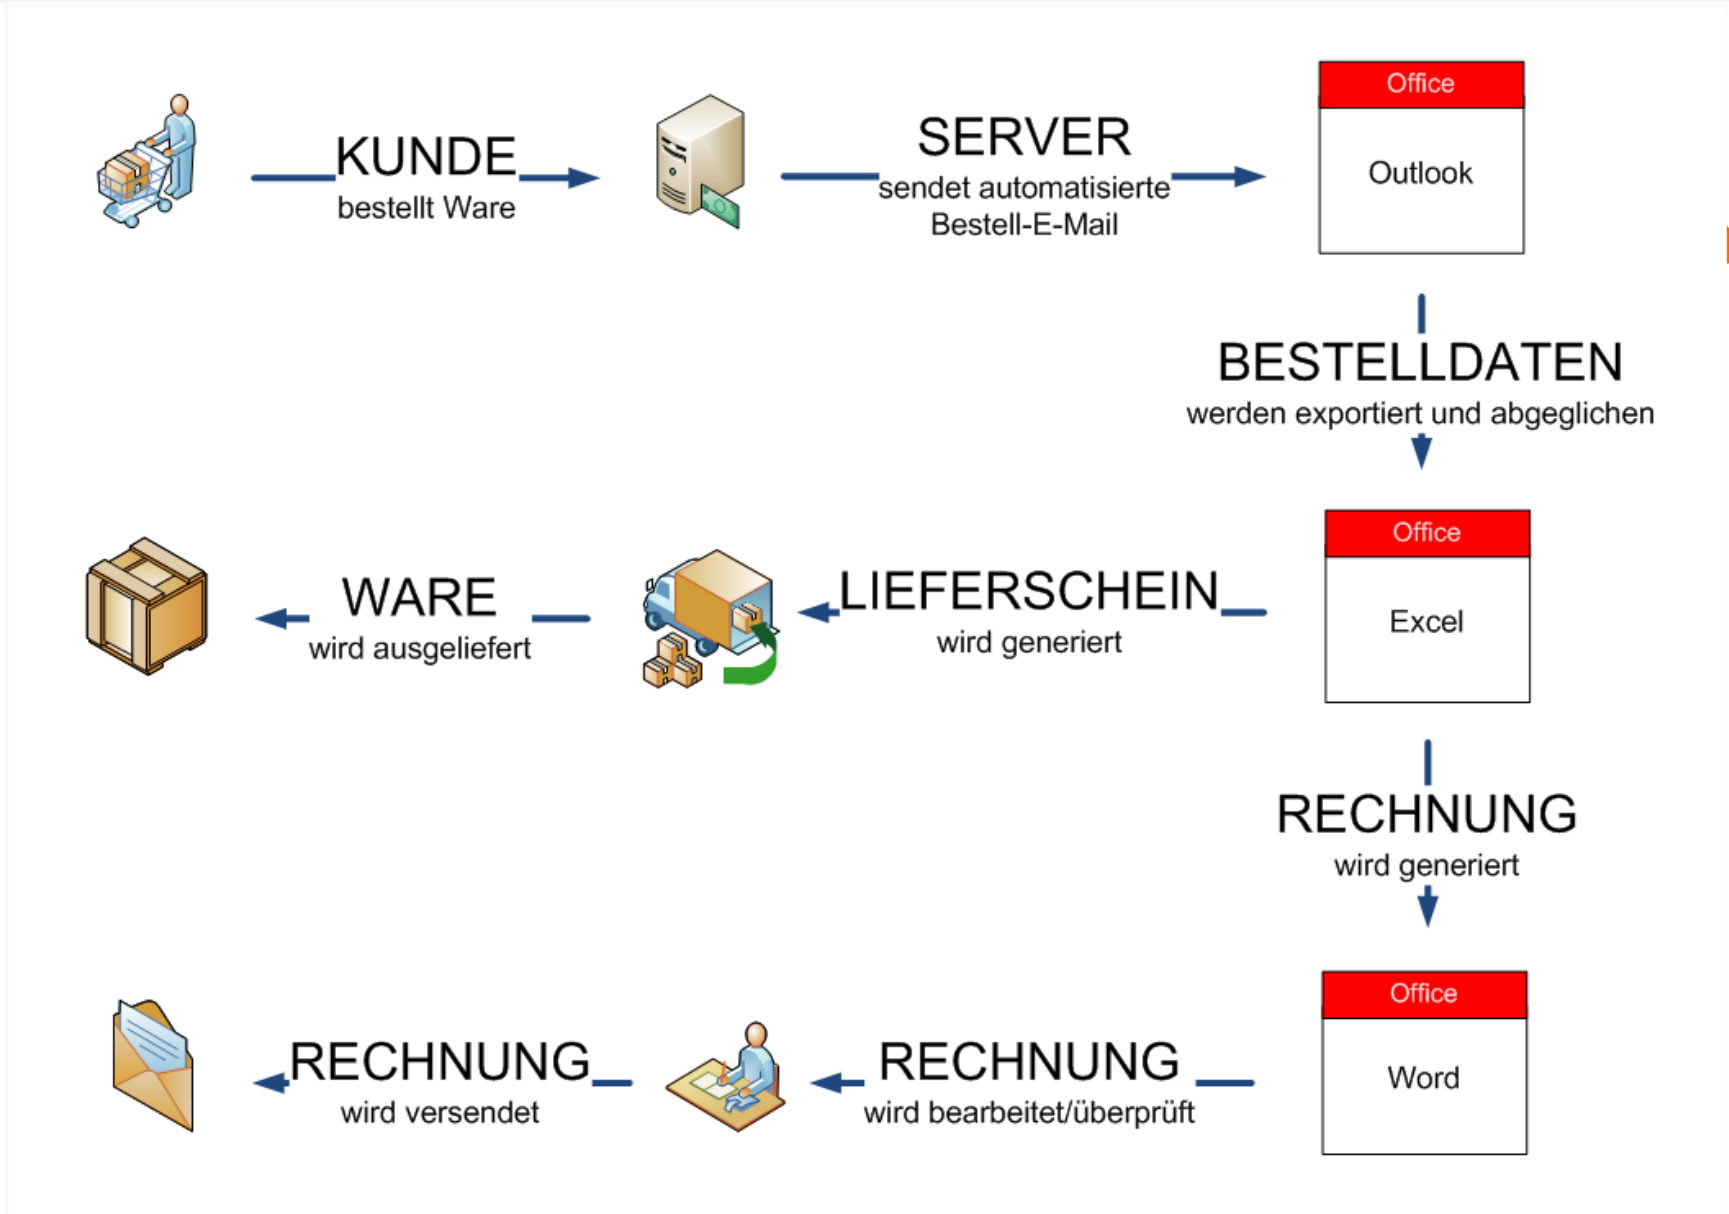 KUNDE
bestellt Ware
SERVER
sendet automatisierte
Bestell-E-Mail
Office
Outlook
BESTELLDATEN
werden exportiert und abgeglichen
Office
Excel
LIEFERSCHEIN
wird generiert
WARE
wird ausgeliefert
RECHNUNG
wird generiert
Office
Word
RECHNUNG
wird bearbeitet/überprüft
RECHNUNG
wird versendet